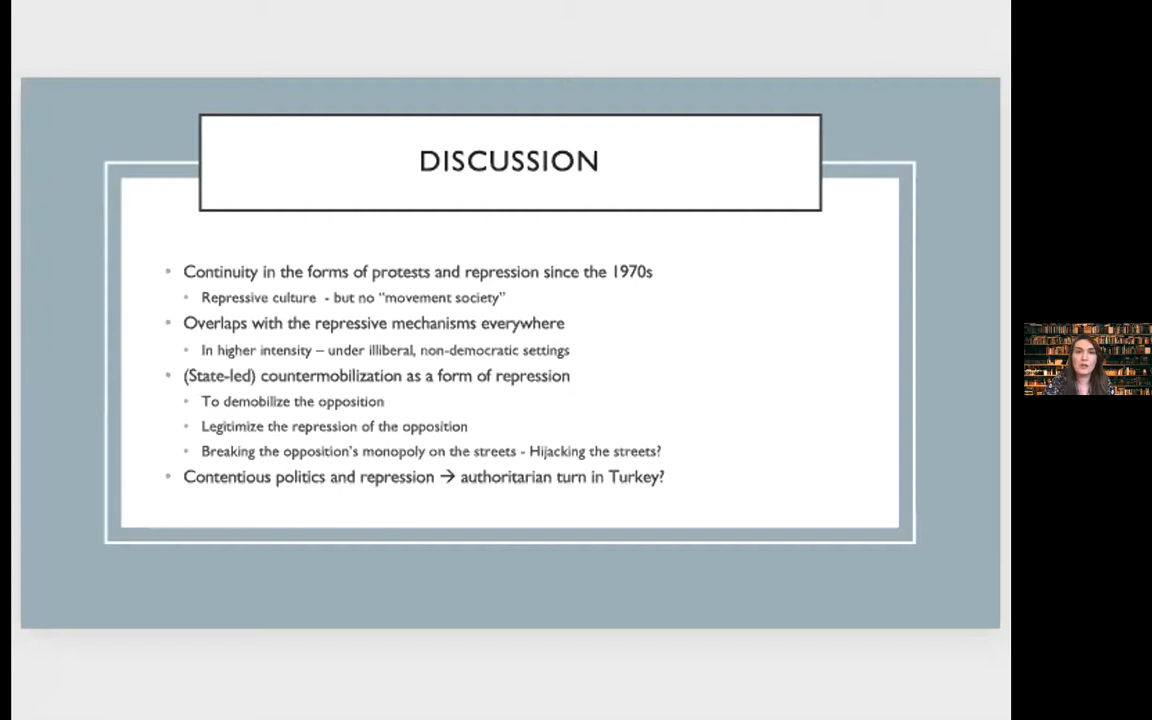 DISCUSSION
• Continuity in the forms of protests and repression since the 1970s
• Repressive culture - but no “movement society”
• Overlaps with the repressive mechanisms everywhere
• In higher intensity – under illiberal, non-democratic settings
• (State-led) countermobilization as a form of repression
• To demobilize the opposition
• Legitimize the repression of the opposition
• Breaking the opposition’s monopoly on the streets - Hijacking the streets?
• Contentious politics and repression → authoritarian turn in Turkey?